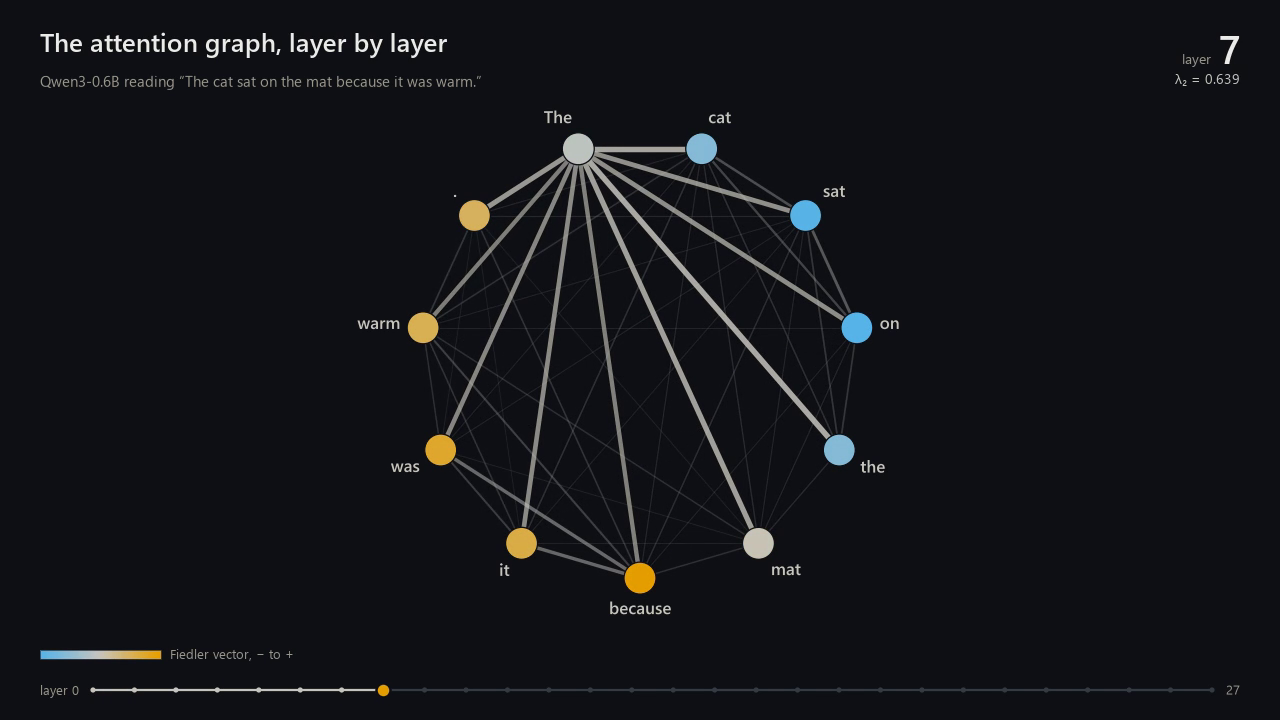 The attention graph, layer by layer
Qwen3-0.6B reading “The cat sat on the mat because it was warm.”
layer 7
λ₂ = 0.639
The
cat
.
sat
warm
on
was
the
it
mat
because
Fiedler vector, − to +
layer 0
27